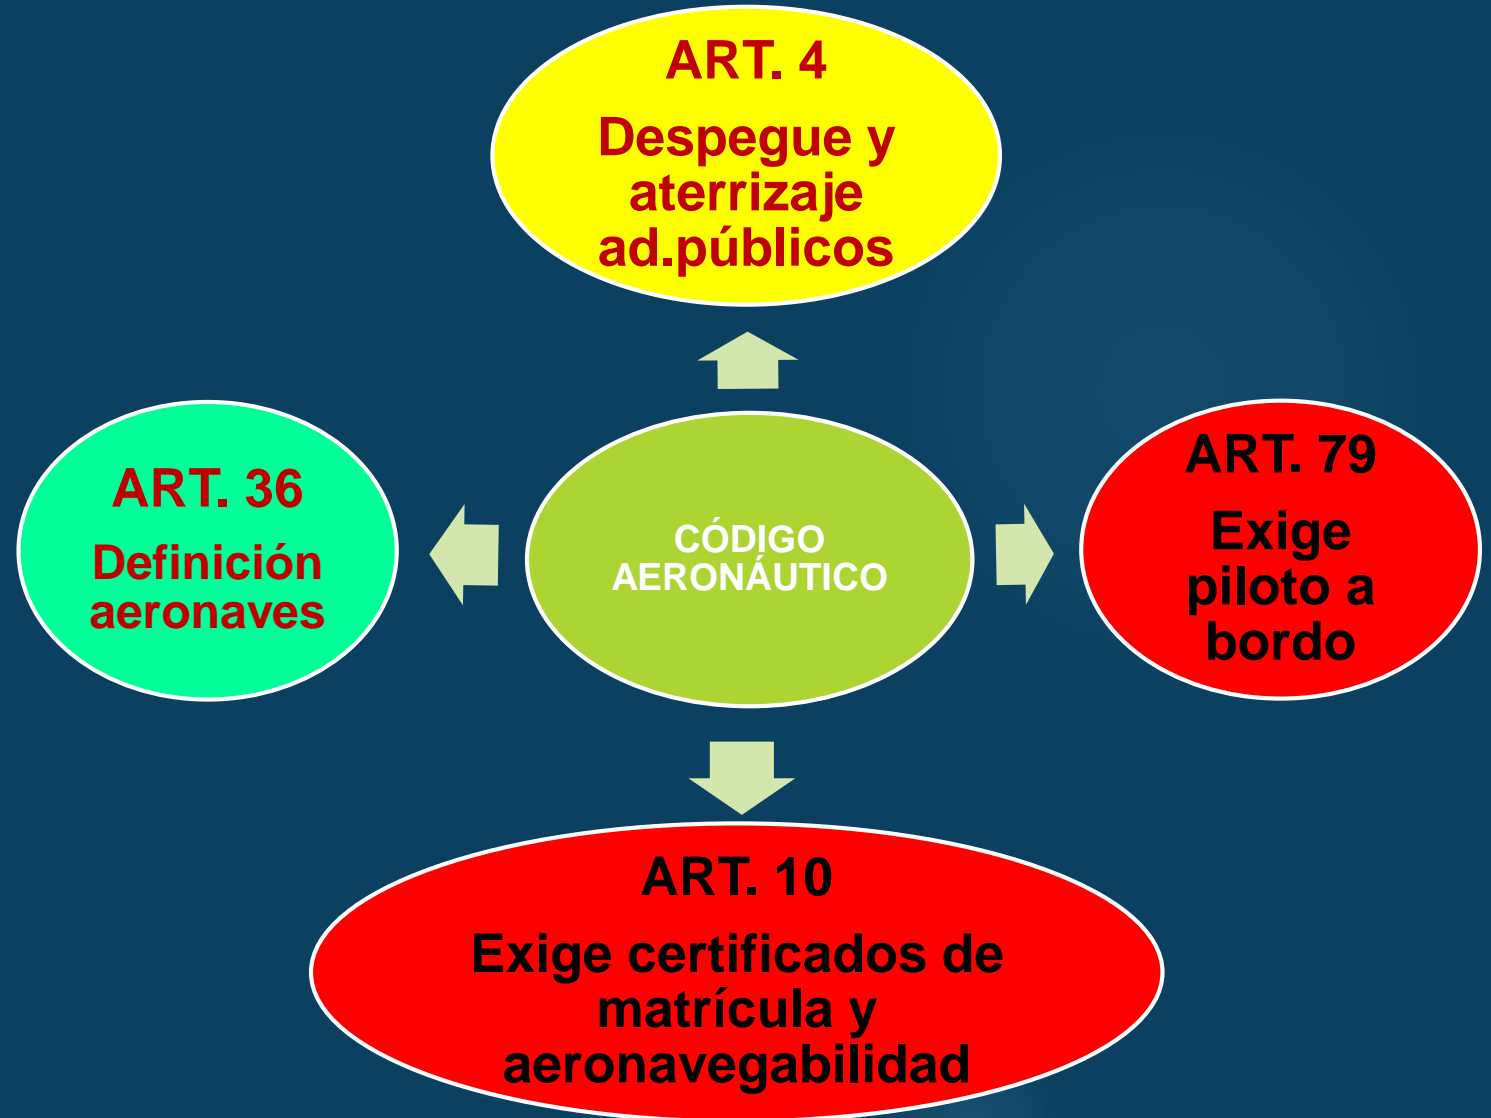 ART. 4
Despegue y
aterrizaje
ad.públicos
ART. 36
Definición
aeronaves
CÓDIGO
AERONÁUTICO
ART. 79
Exige
piloto a
bordo
ART. 10
Exige certificados de
matrícula y
aeronavegabilidad